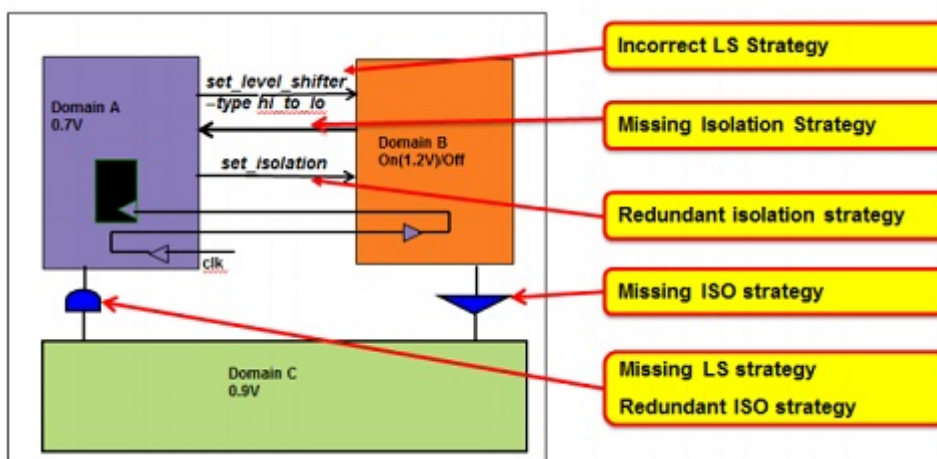 Domain A
0.7V
set_level_shifter
–type hi_to_lo
Domain B
On(1.2V)/Off
set_isolation
clk
Domain C
0.9V
Incorrect LS Strategy
Missing Isolation Strategy
Redundant isolation strategy
Missing ISO strategy
Missing LS strategy
Redundant ISO strategy